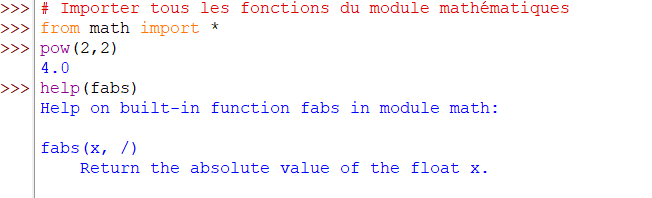 >>> # Importer tous les fonctions du module mathématiques
>>> from math import *
>>> pow(2,2)
4.0
>>> help(fabs)
Help on built-in function fabs in module math:
fabs(x, /)
Return the absolute value of the float x.